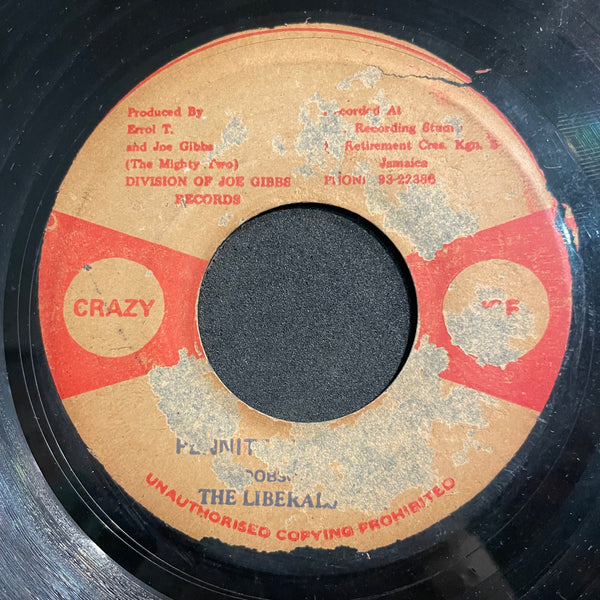 Produced By
Errol T.
and Joe Gibbs
(The Mighty Two)
DIVISION OF JOE GIBBS
RECORDS
Recorded At
Recording Studio
Retirement Cres. Kgn. 5
Jamaica
PHONE 93-27386
CRAZY
THE LIBERALS
UNAUTHORISED COPYING PROHIBITED